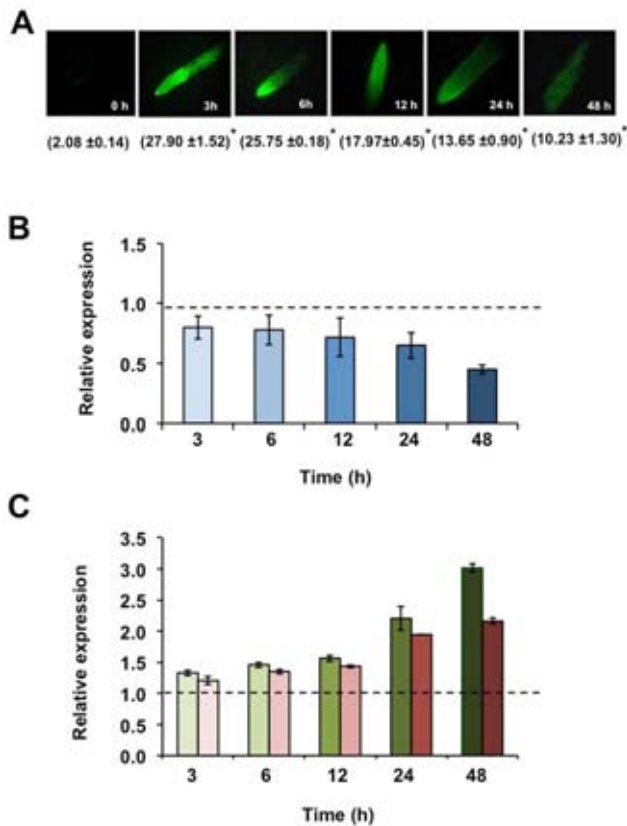 A
0 h 3h 6h 12 h 24 h 48 h
(2.08 ±0.14) (27.90 ±1.52)* (25.75 ±0.18)* (17.97±0.45)* (13.65 ±0.90)* (10.23 ±1.30)*
B
Relative expression
1.5
1.0
0.5
0.0
3 6 12 24 48
Time (h)
C
Relative expression
3.5
3.0
2.5
2.0
1.5
1.0
0.5
0.0
3 6 12 24 48
Time (h)